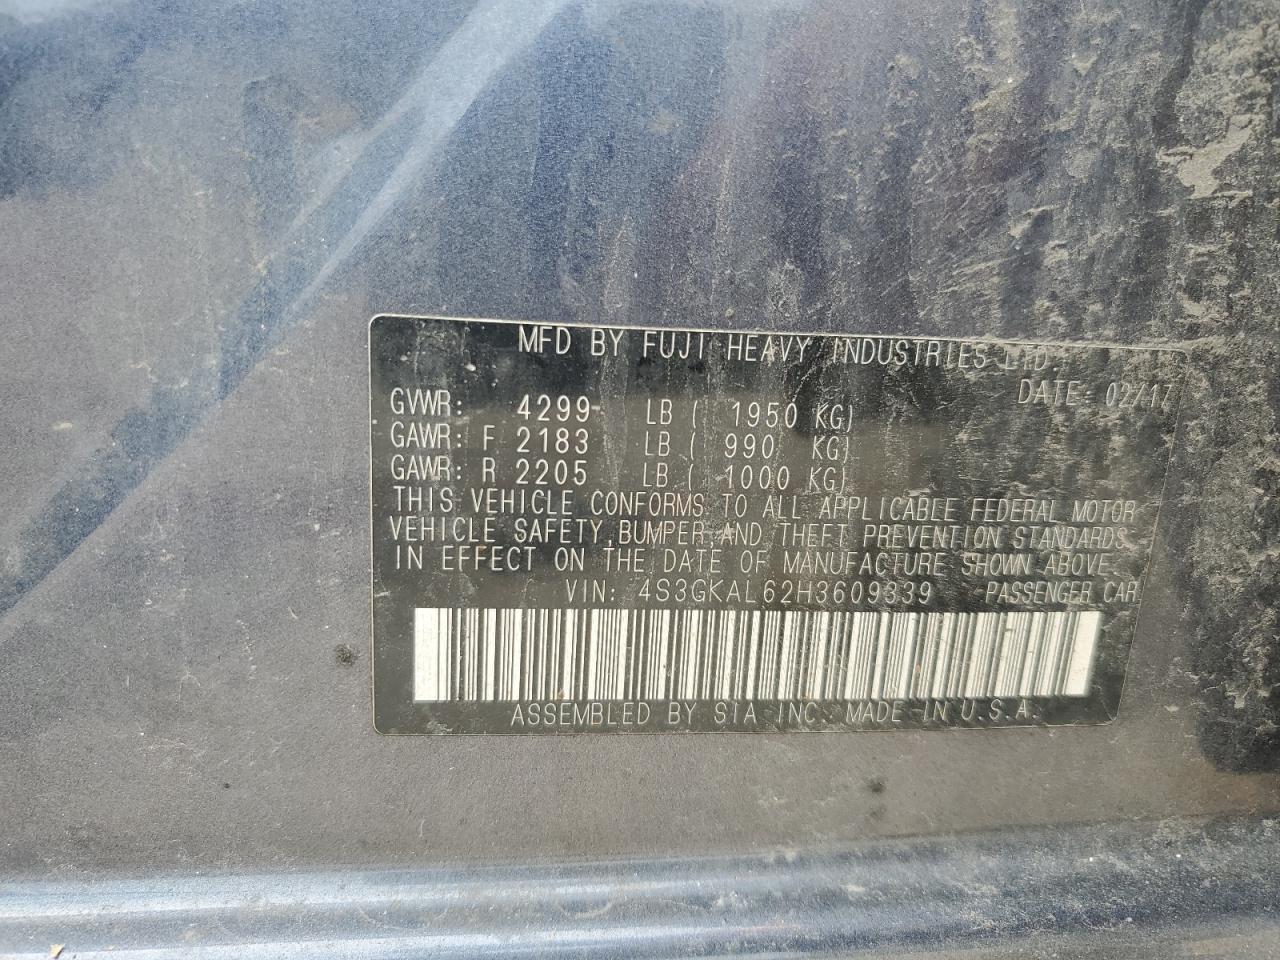 MFD BY FUJI HEAVY INDUSTRIES LTD.
DATE: 02/17
GVWR: 4299 LB ( 1950 KG)
GAWR: F 2183 LB ( 990 KG)
GAWR: R 2205 LB ( 1000 KG)
THIS VEHICLE CONFORMS TO ALL APPLICABLE FEDERAL MOTOR
VEHICLE SAFETY, BUMPER AND THEFT PREVENTION STANDARDS
IN EFFECT ON THE DATE OF MANUFACTURE SHOWN ABOVE.
VIN: 4S3GKAL62H3609339 PASSENGER CAR
ASSEMBLED BY SIA INC. MADE IN U.S.A.